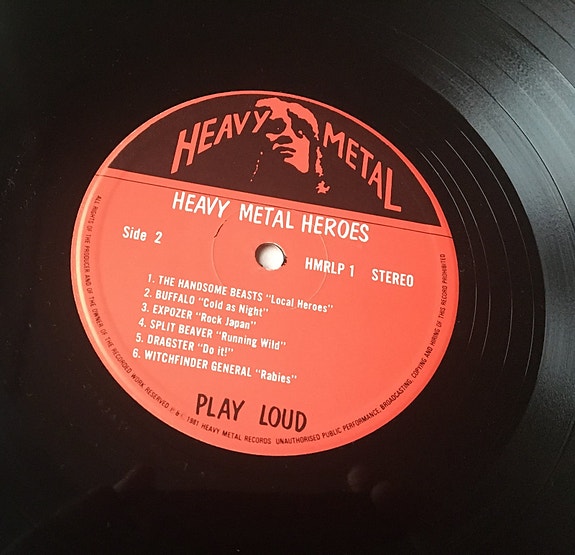 HEAVY METAL
HEAVY METAL HEROES
Side 2
HMRLP 1 STEREO
1. THE HANDSOME BEASTS "Local Heroes"
2. BUFFALO "Cold as Night"
3. EXPOZER "Rock Japan"
4. SPLIT BEAVER "Running Wild"
5. DRAGSTER "Do it!"
6. WITCHFINDER GENERAL "Rabies"
PLAY LOUD
ALL RIGHTS OF THE PRODUCER AND OF THE OWNER OF THE RECORDED WORK RESERVED ℗ & © 1981 HEAVY METAL RECORDS. UNAUTHORISED PUBLIC PERFORMANCE, BROADCASTING, COPYING AND HIRING OF THIS RECORD PROHIBITED